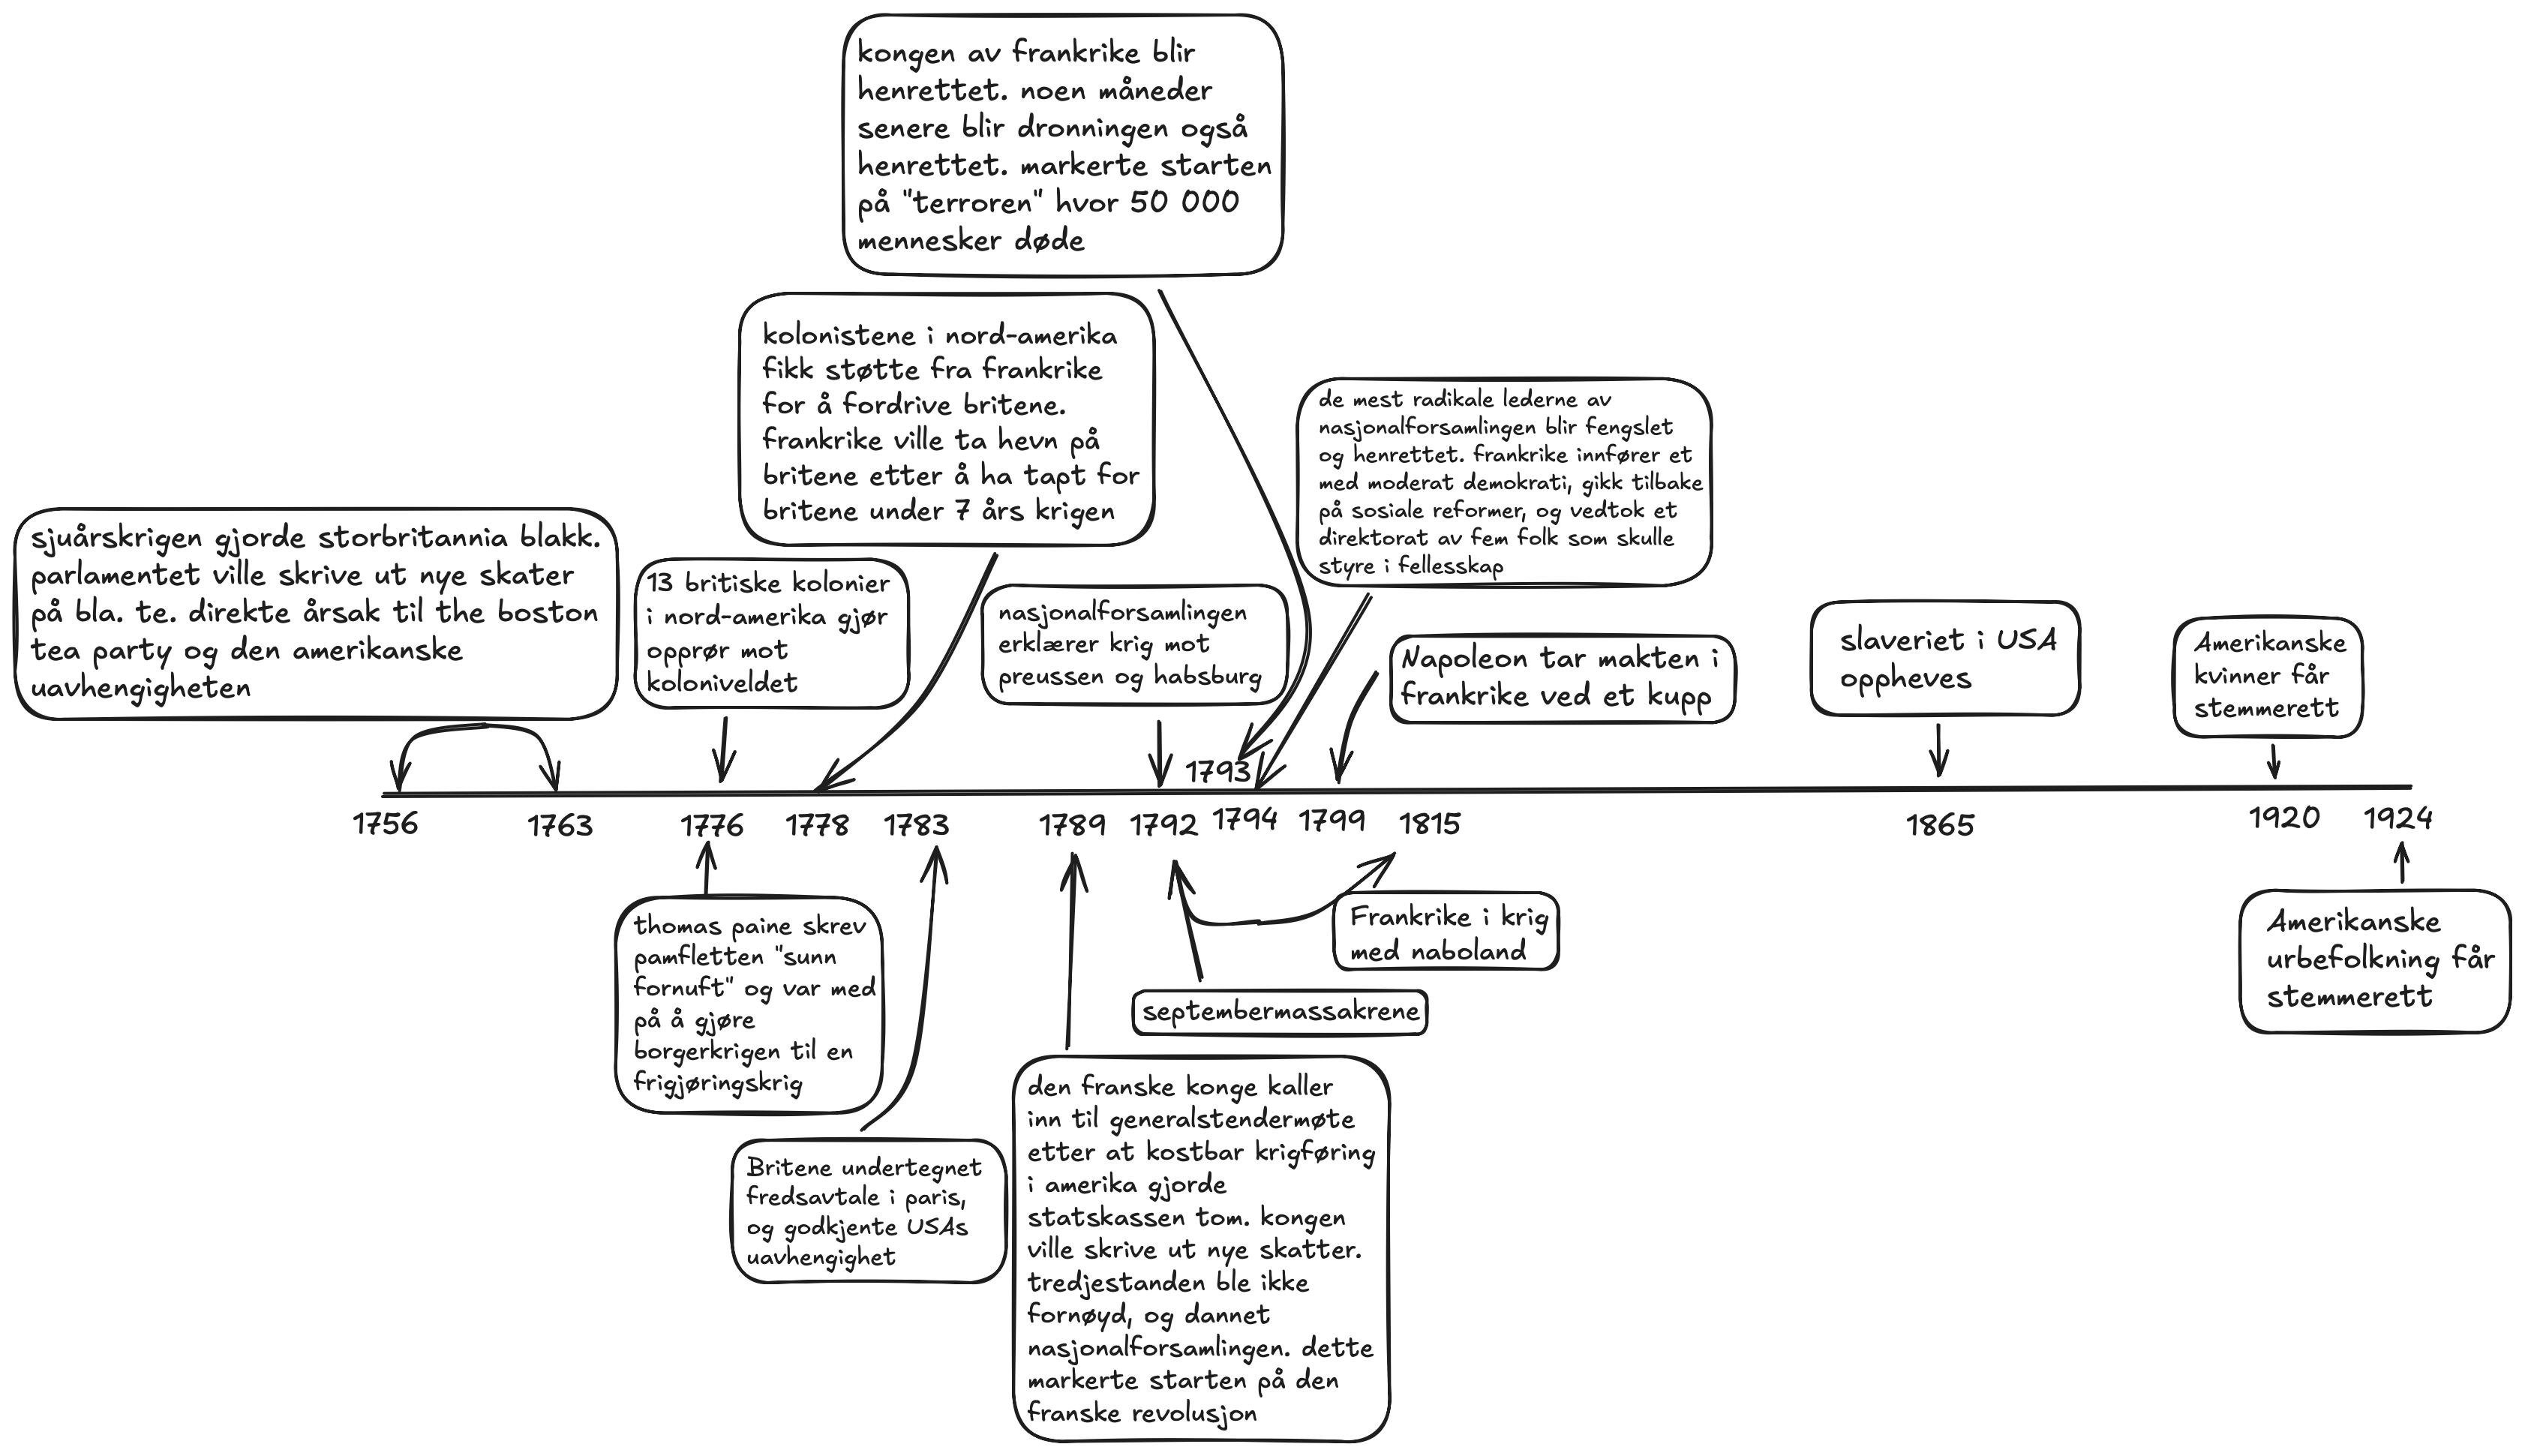 kongen av frankrike blir
henrettet. noen måneder
senere blir dronningen også
henrettet. markerte starten
på "terroren" hvor 50 000
mennesker døde
kolonistene i nord-amerika
fikk støtte fra frankrike
for å fordrive britene.
frankrike ville ta hevn på
britene etter å ha tapt for
britene under 7 års krigen
de mest radikale lederne av
nasjonalforsamlingen blir fengslet
og henrettet. frankrike innfører et
med moderat demokrati, gikk tilbake
på sosiale reformer, og vedtok et
direktorat av fem folk som skulle
styre i fellesskap
sjuårskrigen gjorde storbritannia blakk.
parlamentet ville skrive ut nye skater
på bla. te. direkte årsak til the boston
tea party og den amerikanske
uavhengigheten
13 britiske kolonier
i nord-amerika gjør
opprør mot
koloniveldet
nasjonalforsamlingen
erklærer krig mot
preussen og habsburg
Napoleon tar makten i
frankrike ved et kupp
slaveriet i USA
oppheves
Amerikanske
kvinner får
stemmerett
1793
1756 1763 1776 1778 1783 1789 1792 1794 1799 1815 1865 1920 1924
thomas paine skrev
pamfletten "sunn
fornuft" og var med
på å gjøre
borgerkrigen til en
frigjøringskrig
Frankrike i krig
med naboland
septembermassakrene
Amerikanske
urbefolkning får
stemmerett
Britene undertegnet
fredsavtale i paris,
og godkjente USAs
uavhengighet
den franske konge kaller
inn til generalstendermøte
etter at kostbar krigføring
i amerika gjorde
statskassen tom. kongen
ville skrive ut nye skatter.
tredjestanden ble ikke
fornøyd, og dannet
nasjonalforsamlingen. dette
markerte starten på den
franske revolusjon